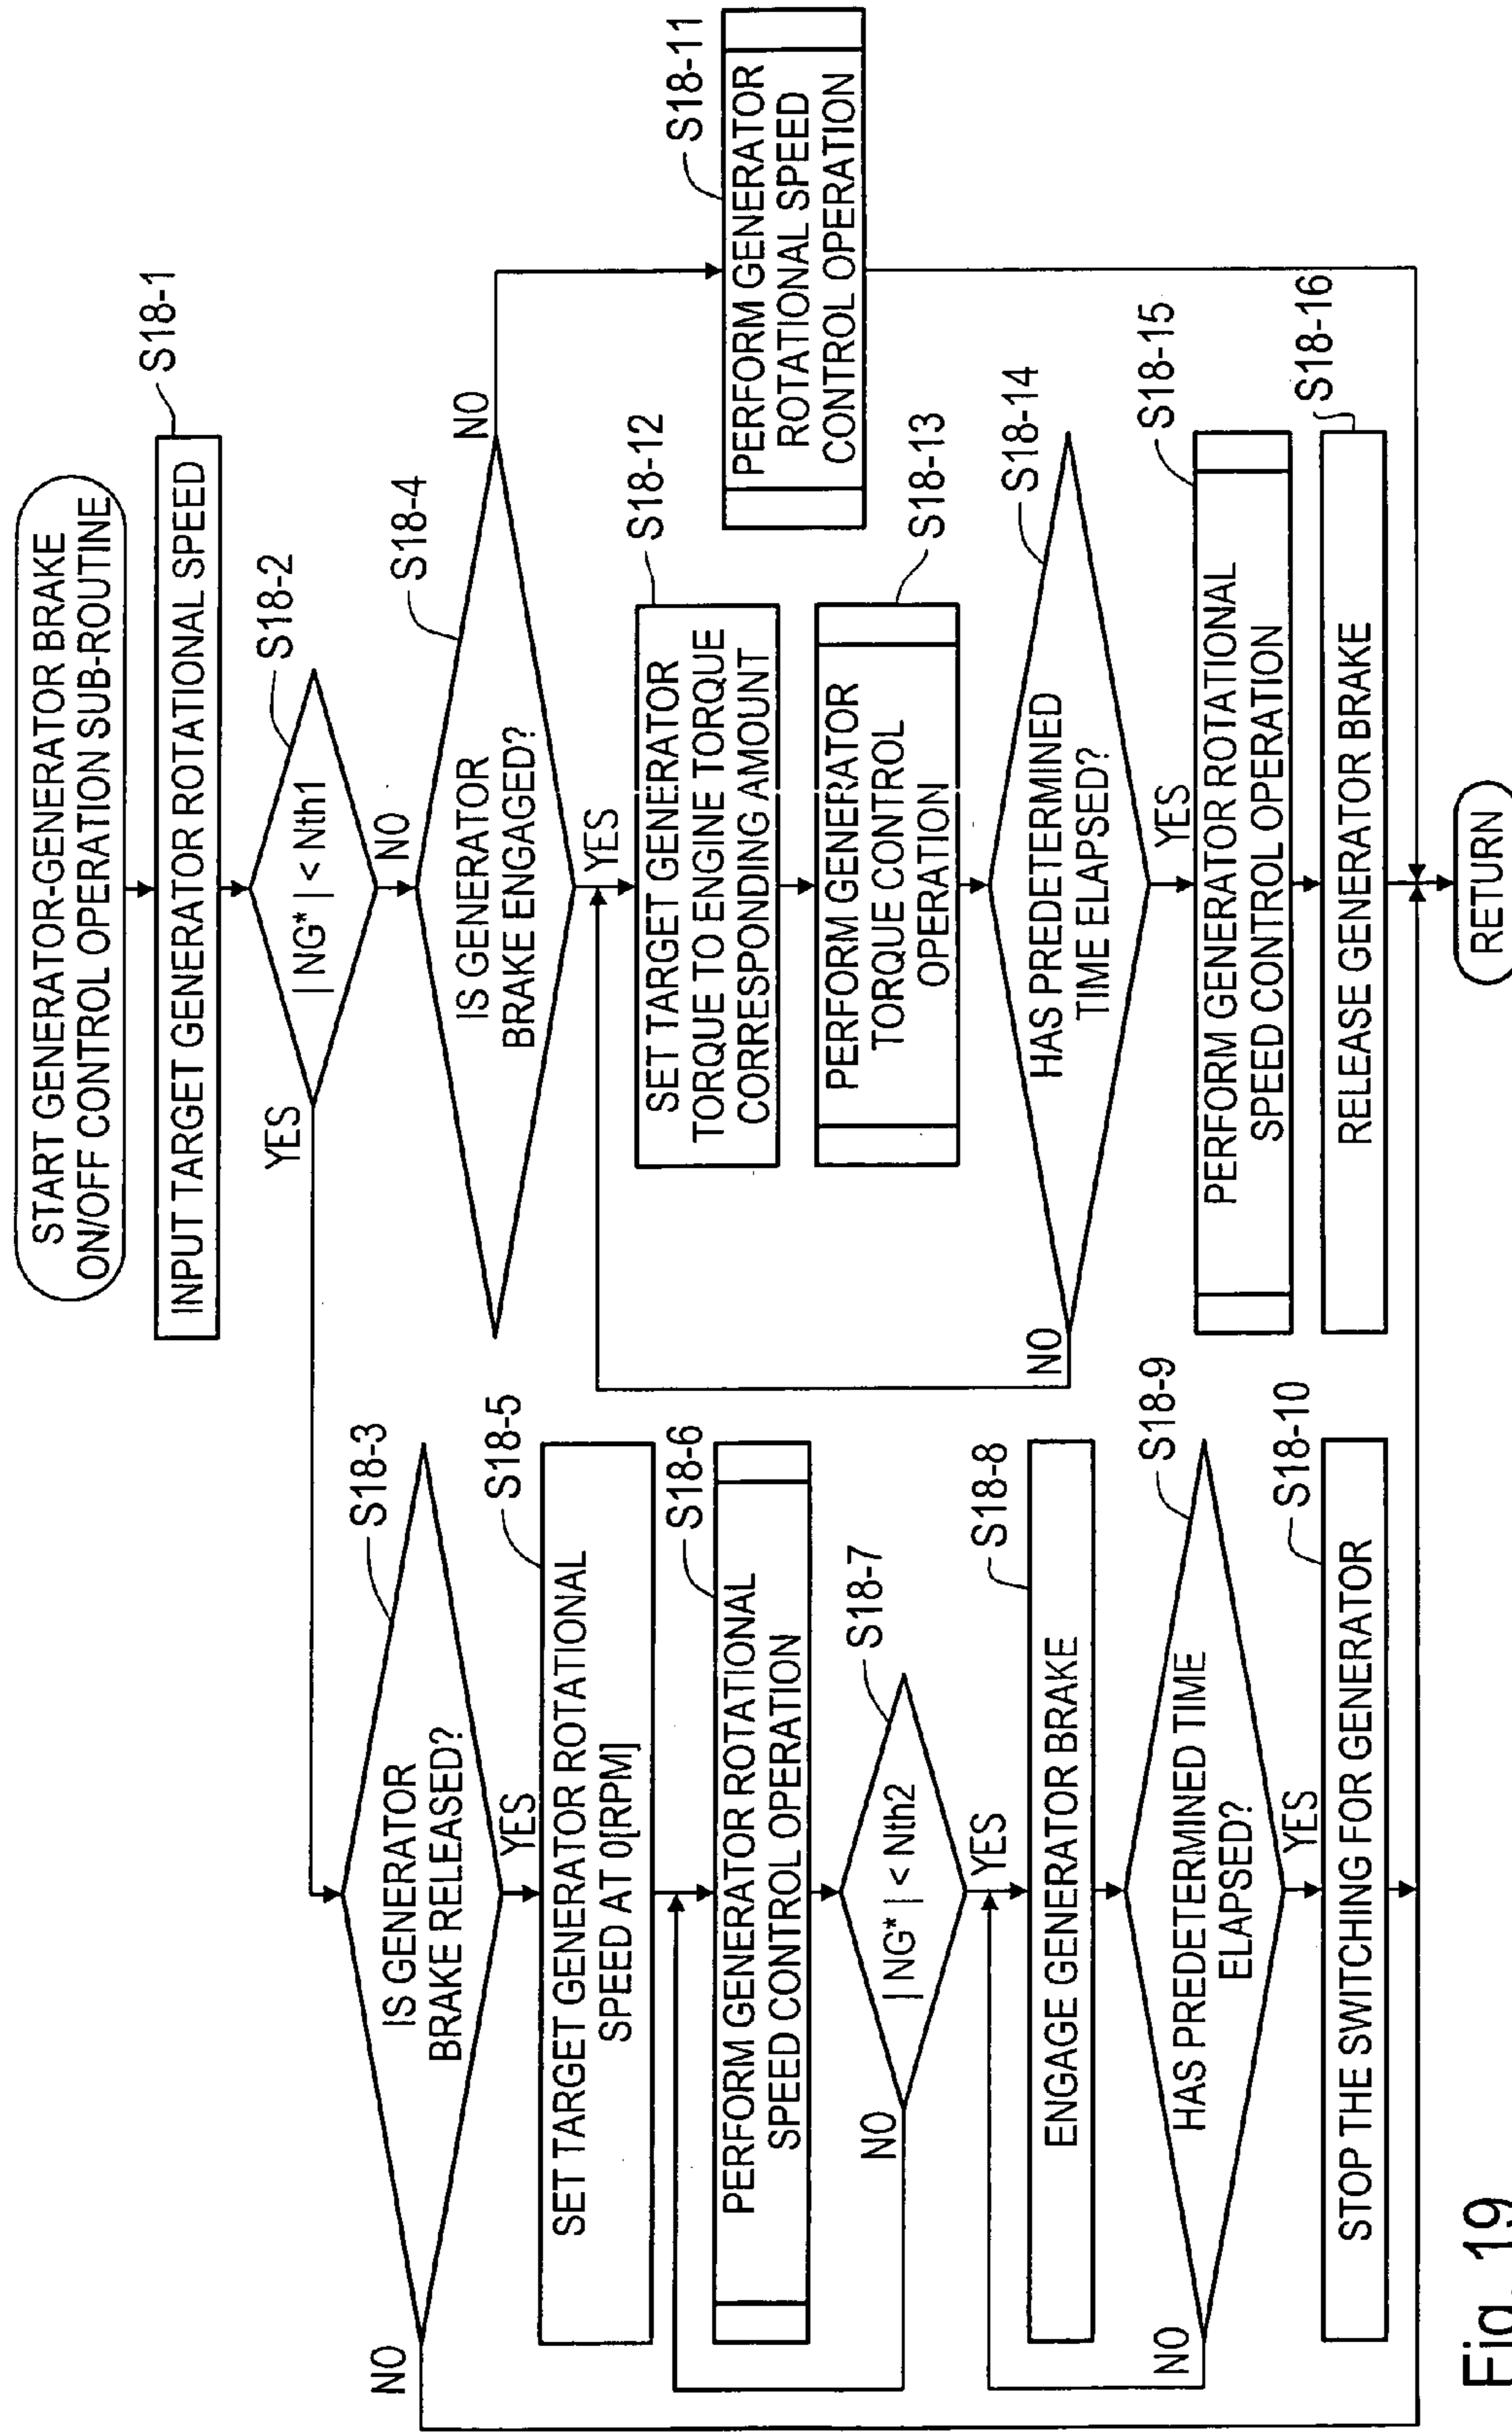 START GENERATOR-GENERATOR BRAKE
ON/OFF CONTROL OPERATION SUB-ROUTINE
INPUT TARGET GENERATOR ROTATIONAL SPEED
S18-1
| NG* | < Nth1
S18-2
YES
NO
IS GENERATOR
BRAKE RELEASED?
S18-3
NO
YES
SET TARGET GENERATOR ROTATIONAL
SPEED AT 0[RPM]
S18-5
PERFORM GENERATOR ROTATIONAL
SPEED CONTROL OPERATION
S18-6
| NG* | < Nth2
S18-7
NO
YES
ENGAGE GENERATOR BRAKE
S18-8
HAS PREDETERMINED TIME
ELAPSED?
S18-9
NO
YES
STOP THE SWITCHING FOR GENERATOR
S18-10
IS GENERATOR
BRAKE ENGAGED?
S18-4
NO
YES
SET TARGET GENERATOR
TORQUE TO ENGINE TORQUE
CORRESPONDING AMOUNT
S18-12
PERFORM GENERATOR
TORQUE CONTROL
OPERATION
S18-13
HAS PREDETERMINED
TIME ELAPSED?
S18-14
NO
YES
PERFORM GENERATOR ROTATIONAL
SPEED CONTROL OPERATION
S18-15
RELEASE GENERATOR BRAKE
S18-16
PERFORM GENERATOR
ROTATIONAL SPEED
CONTROL OPERATION
S18-11
RETURN
Fig. 19